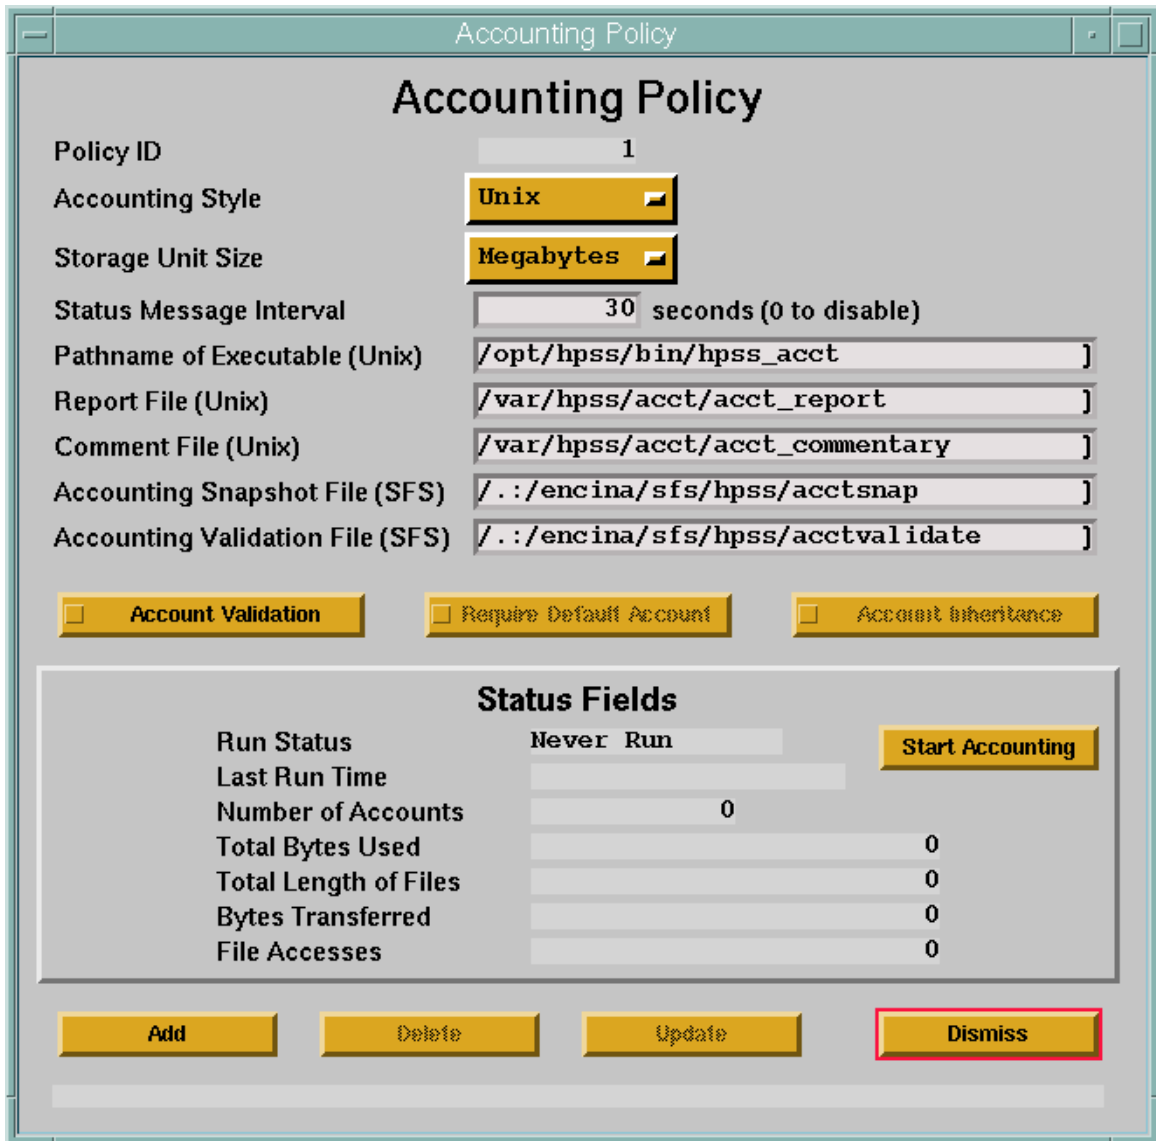 Accounting Policy
Accounting Policy
Policy ID 1
Accounting Style Unix
Storage Unit Size Megabytes
Status Message Interval 30 seconds (0 to disable)
Pathname of Executable (Unix) /opt/hpss/bin/hpss_acct
Report File (Unix) /var/hpss/acct/acct_report
Comment File (Unix) /var/hpss/acct/acct_commentary
Accounting Snapshot File (SFS) /.:/encina/sfs/hpss/acctsnap
Accounting Validation File (SFS) /.:/encina/sfs/hpss/acctvalidate
Account Validation Require Default Account Account Inheritance
Status Fields
Run Status Never Run Start Accounting
Last Run Time
Number of Accounts 0
Total Bytes Used 0
Total Length of Files 0
Bytes Transferred 0
File Accesses 0
Add Delete Update Dismiss